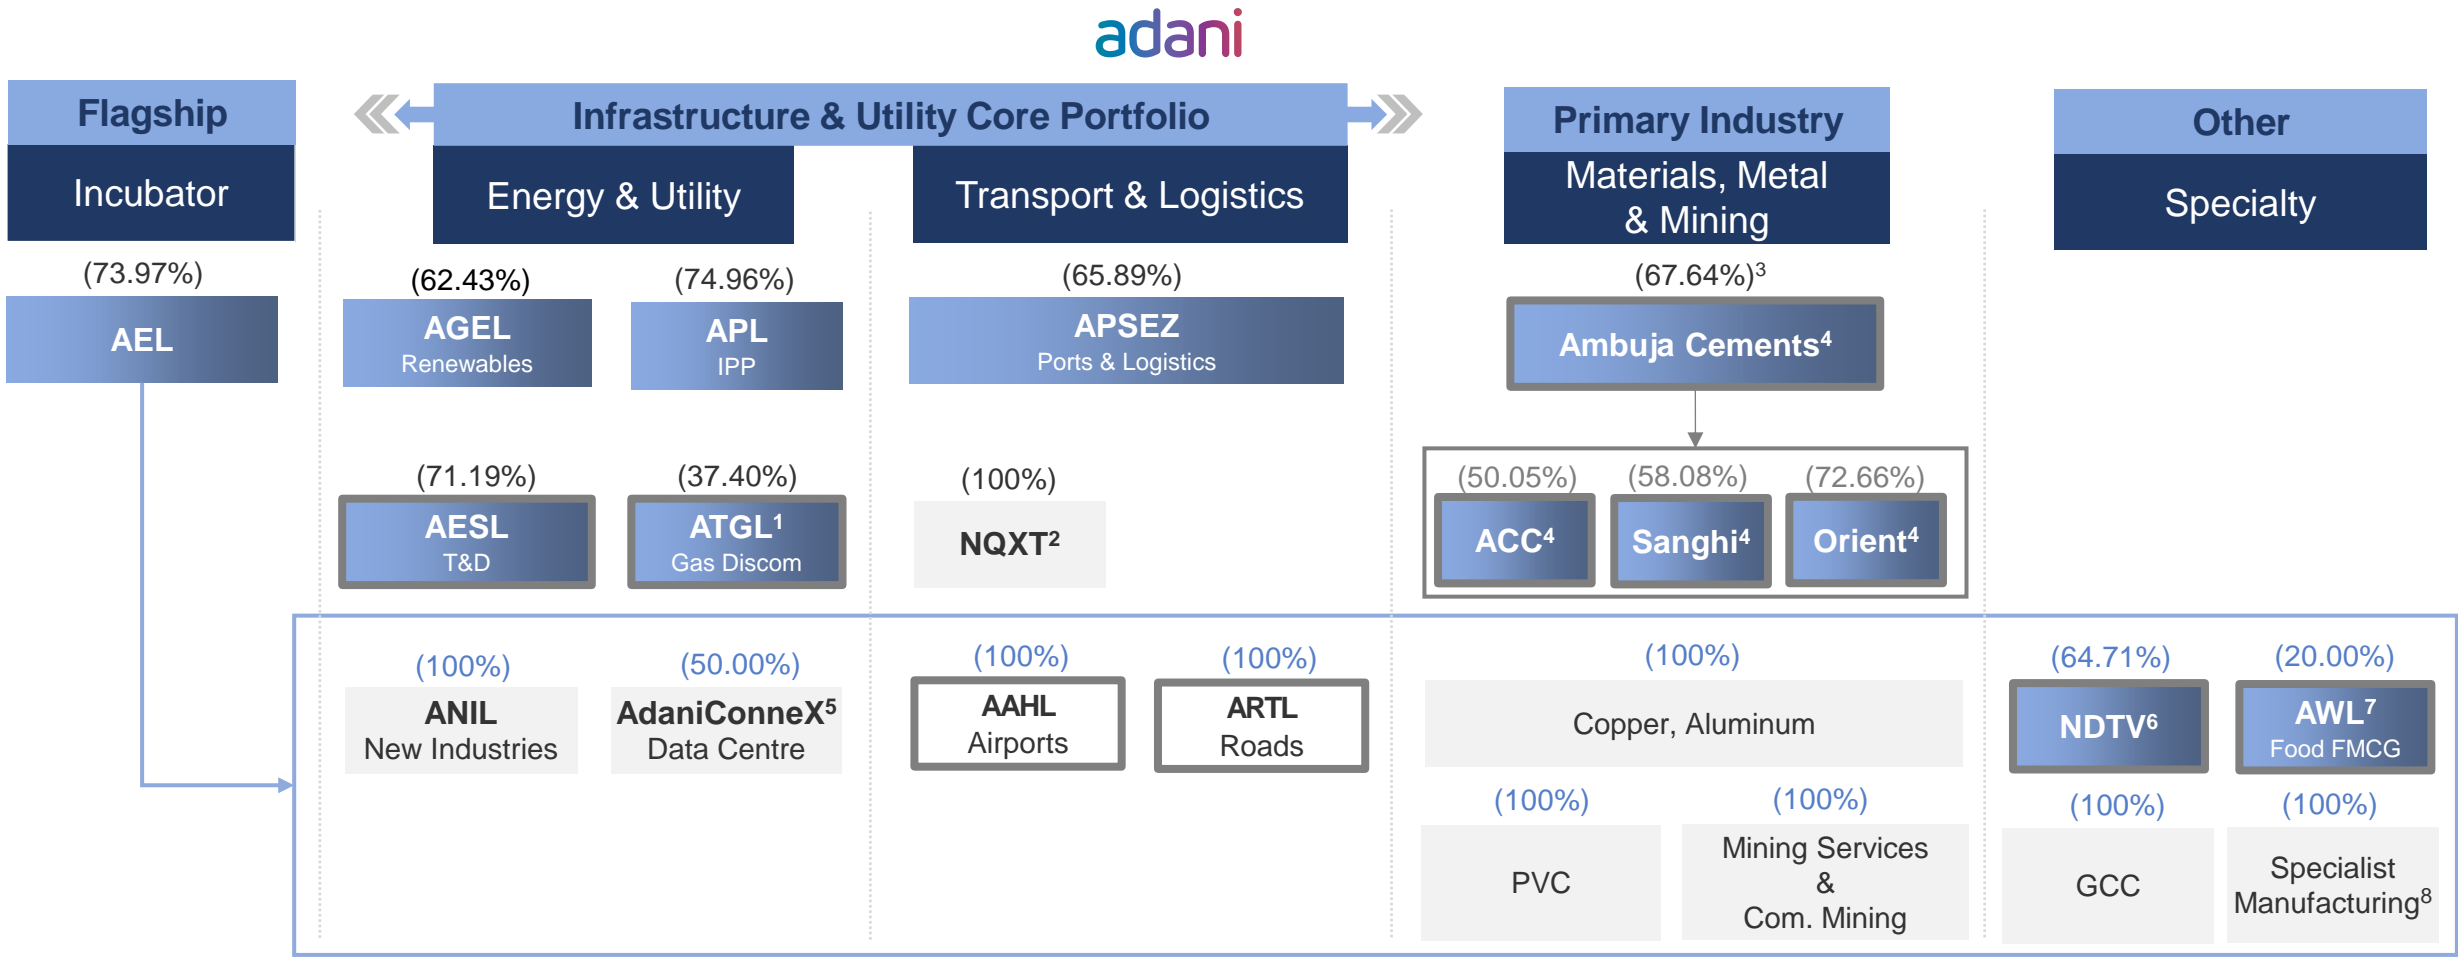 adani
Flagship
Incubator
(73.97%)
AEL
Infrastructure & Utility Core Portfolio
Energy & Utility
(62.43%)
AGEL
Renewables
(74.96%)
APL
IPP
(71.19%)
AESL
T&D
(37.40%)
ATGL¹
Gas Discom
Transport & Logistics
(65.89%)
APSEZ
Ports & Logistics
(100%)
NQXT²
Primary Industry
Materials, Metal
& Mining
(67.64%)³
Ambuja Cements⁴
(50.05%)
ACC⁴
(58.08%)
Sanghi⁴
(72.66%)
Orient⁴
Other
Specialty
(100%)
ANIL
New Industries
(50.00%)
AdaniConneX⁵
Data Centre
(100%)
AAHL
Airports
(100%)
ARTL
Roads
(100%)
Copper, Aluminum
(100%)
PVC
(100%)
Mining Services
&
Com. Mining
(64.71%)
NDTV⁶
(20.00%)
AWL⁷
Food FMCG
(100%)
GCC
(100%)
Specialist
Manufacturing⁸